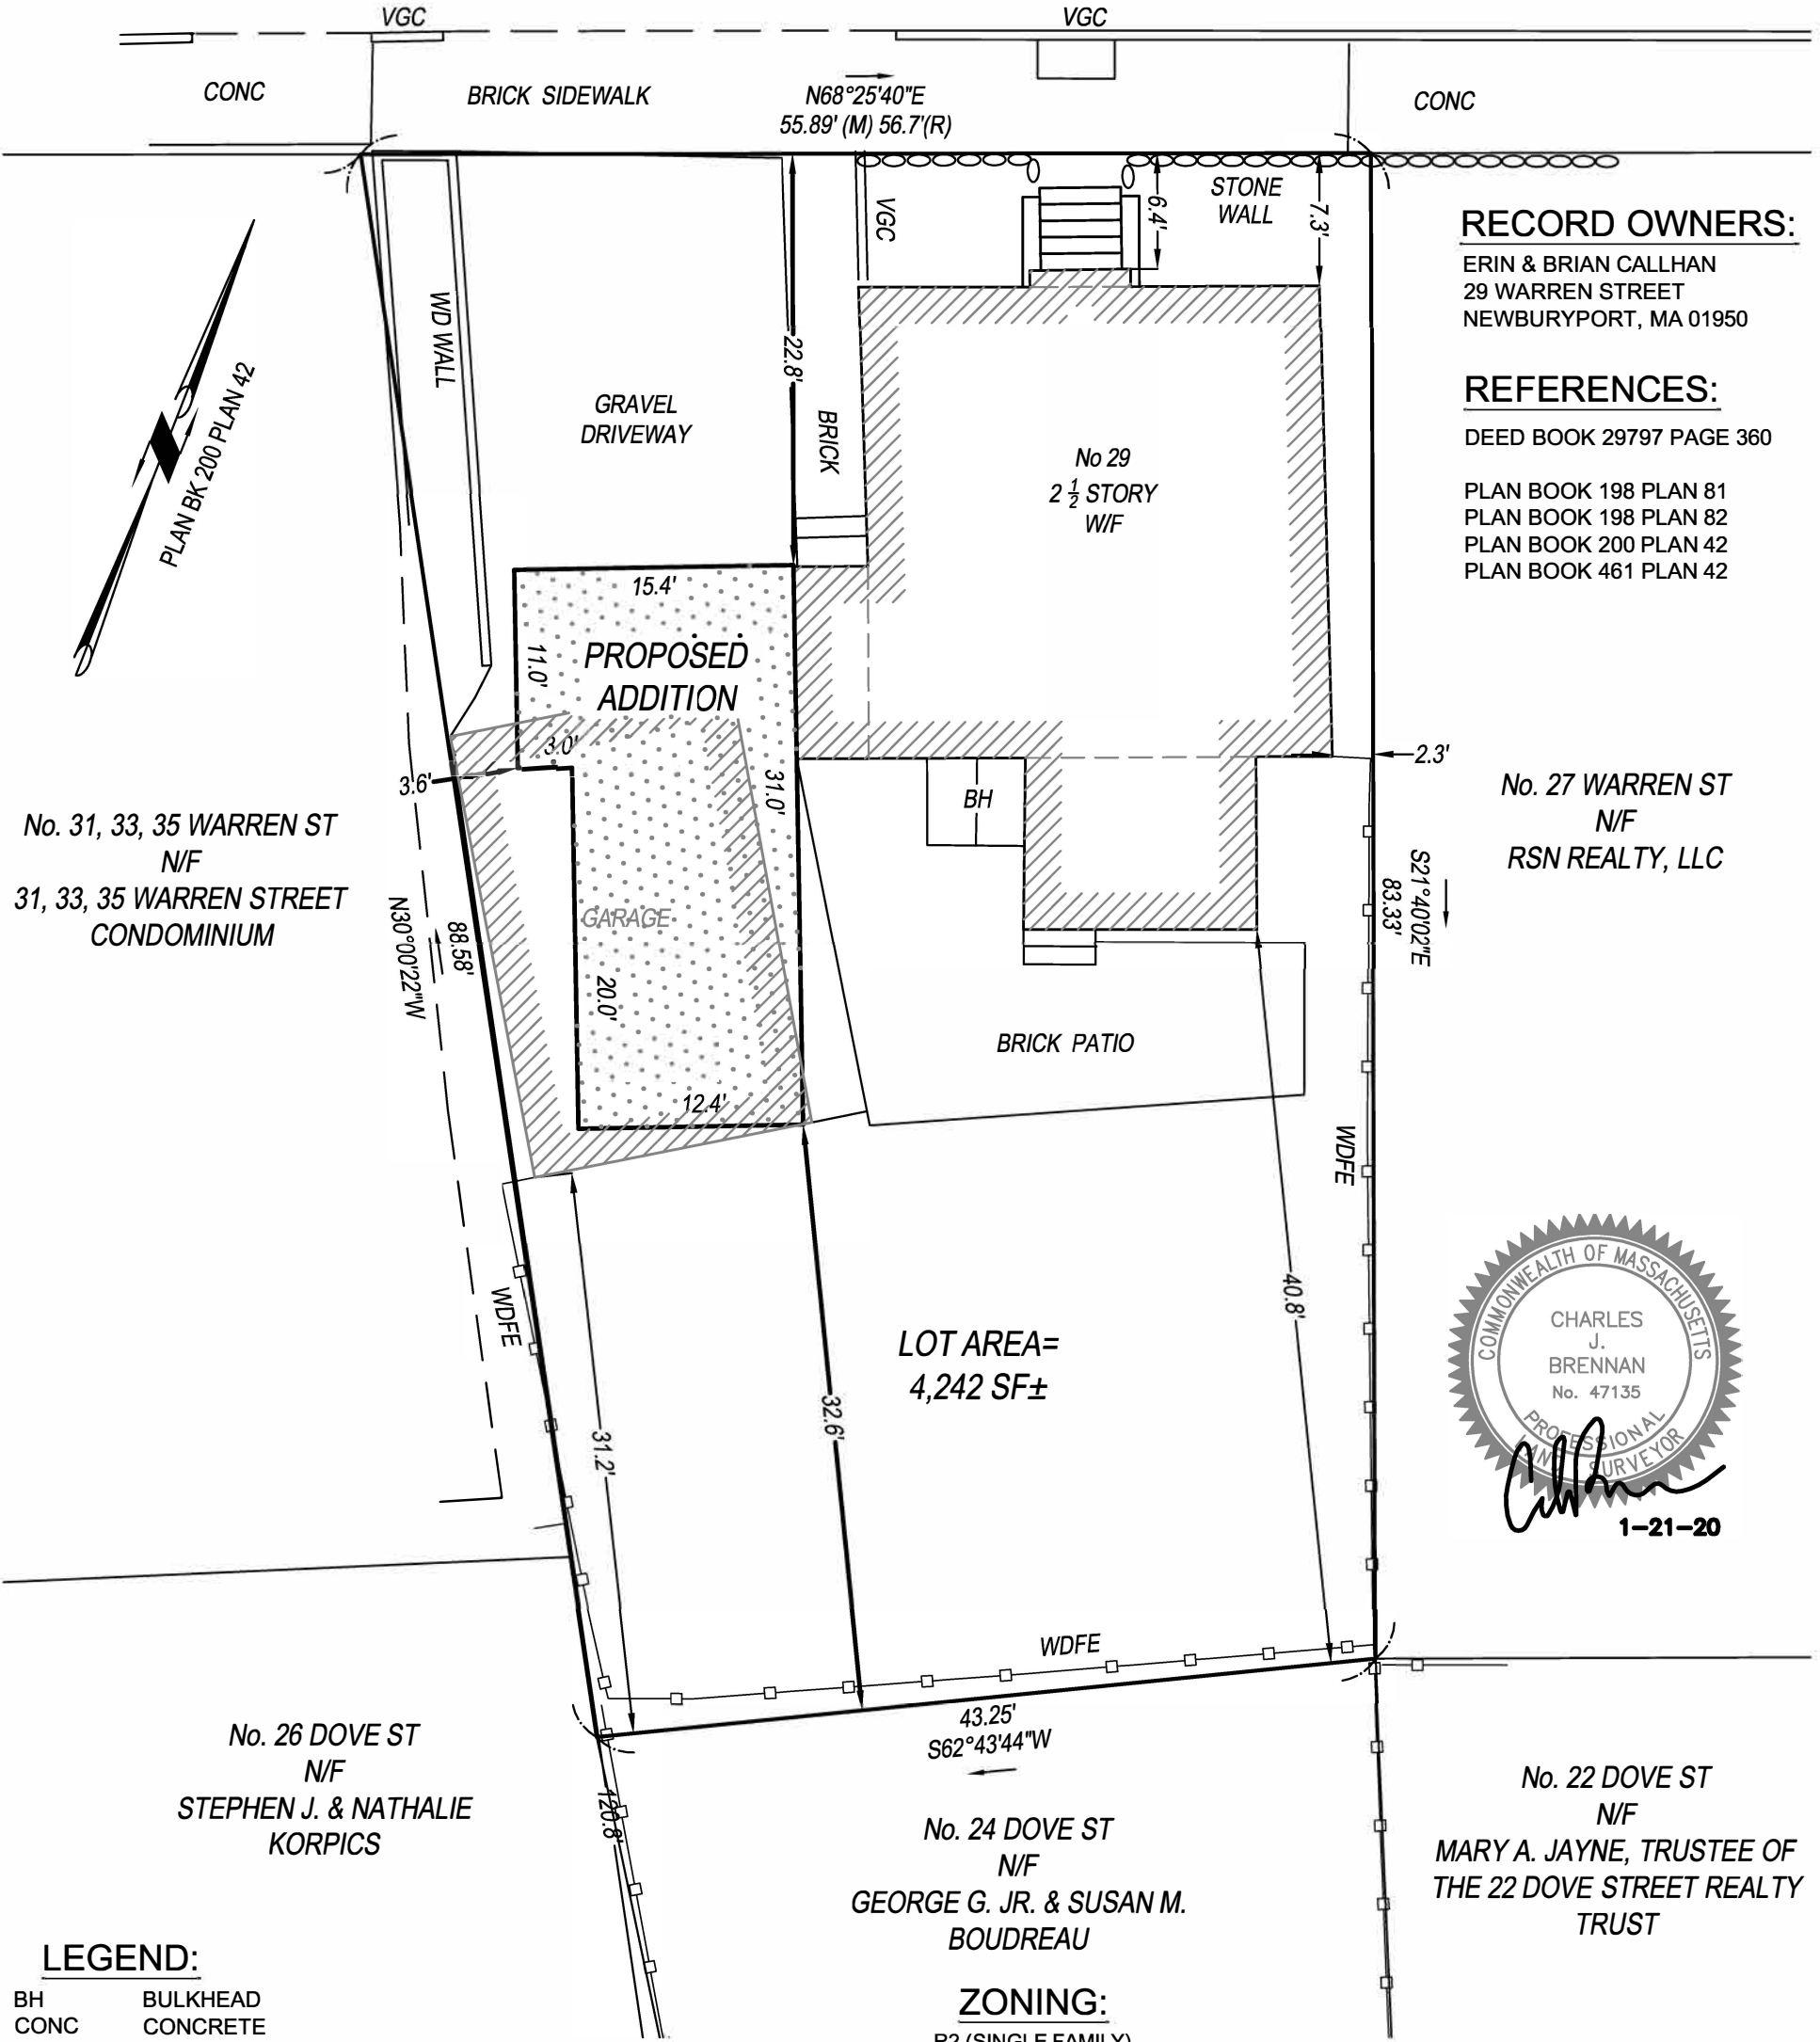 VGC
VGC
CONC
BRICK SIDEWALK
N68°25'40"E
55.89' (M) 56.7'(R)
CONC
STONE
WALL
6.4'
7.3'
VGC
WD WALL
GRAVEL
DRIVEWAY
22.8'
BRICK
No 29
2 1/2 STORY
W/F
PLAN BK 200 PLAN 42
RECORD OWNERS:
ERIN & BRIAN CALLHAN
29 WARREN STREET
NEWBURYPORT, MA 01950
REFERENCES:
DEED BOOK 29797 PAGE 360
PLAN BOOK 198 PLAN 81
PLAN BOOK 198 PLAN 82
PLAN BOOK 200 PLAN 42
PLAN BOOK 461 PLAN 42
15.4'
11.0'
PROPOSED
ADDITION
3.0'
31.0'
3.6'
2.3'
BH
No. 31, 33, 35 WARREN ST
N/F
31, 33, 35 WARREN STREET
CONDOMINIUM
No. 27 WARREN ST
N/F
RSN REALTY, LLC
S21°40'02"E
83.33'
N30°00'22"W
88.58'
GARAGE
20.0'
12.4'
BRICK PATIO
WDFE
WDFE
40.8'
LOT AREA=
4,242 SF±
32.6'
31.2'
COMMONWEALTH OF MASSACHUSETTS
CHARLES
J.
BRENNAN
No. 47135
PROFESSIONAL
LAND SURVEYOR
1-21-20
WDFE
43.25'
S62°43'44"W
No. 26 DOVE ST
N/F
STEPHEN J. & NATHALIE
KORPICS
120.8'
No. 24 DOVE ST
N/F
GEORGE G. JR. & SUSAN M.
BOUDREAU
No. 22 DOVE ST
N/F
MARY A. JAYNE, TRUSTEE OF
THE 22 DOVE STREET REALTY
TRUST
LEGEND:
BH BULKHEAD
CONC CONCRETE
ZONING:
R2 (SINGLE FAMILY)